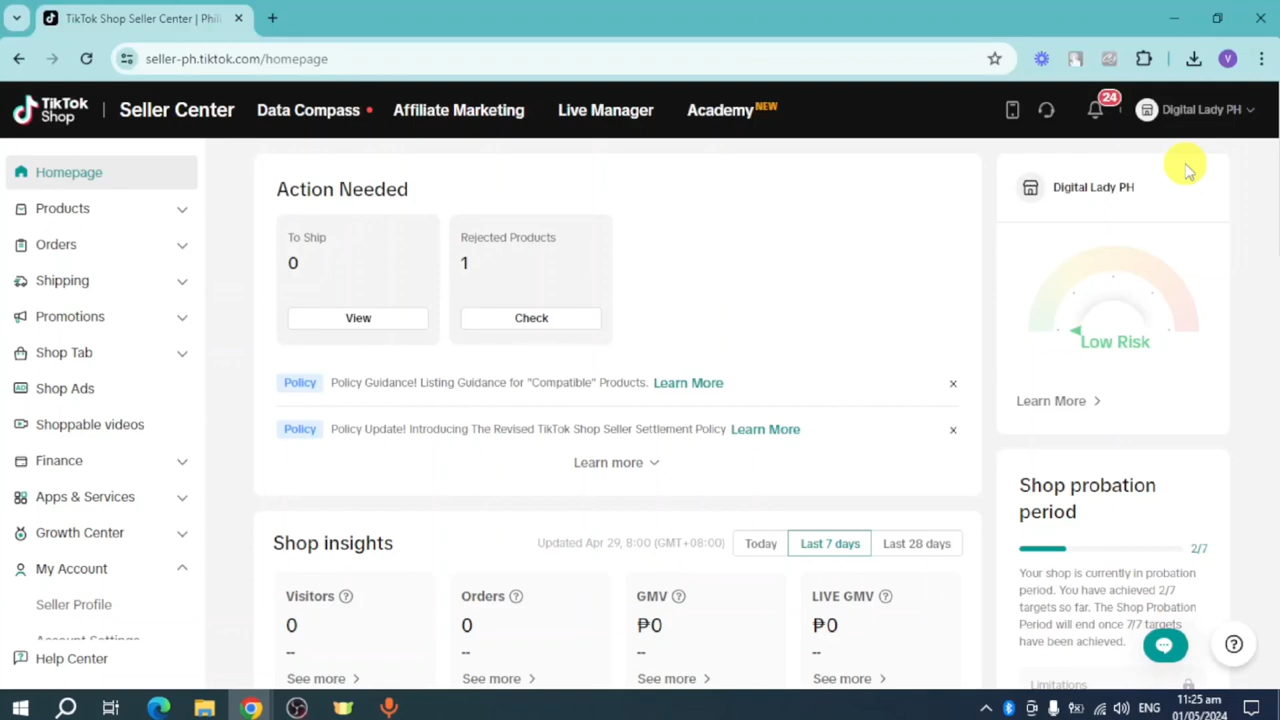 TikTok Shop Seller Center | Phili
seller-ph.tiktok.com/homepage
V
TikTok
Shop
Seller Center
Data Compass
Affiliate Marketing
Live Manager
Academy NEW
24
Digital Lady PH
Homepage
Products
Orders
Shipping
Promotions
Shop Tab
Shop Ads
Shoppable videos
Finance
Apps & Services
Growth Center
My Account
Seller Profile
Account Settings
Help Center
Action Needed
To Ship
0
View
Rejected Products
1
Check
Policy Policy Guidance! Listing Guidance for "Compatible" Products. Learn More
Policy Policy Update! Introducing The Revised TikTok Shop Seller Settlement Policy Learn More
Learn more
Shop insights
Updated Apr 29, 8:00 (GMT+08:00)
Today
Last 7 days
Last 28 days
Visitors
0
--
See more
Orders
0
--
See more
GMV
₱0
--
See more
LIVE GMV
₱0
--
See more
Digital Lady PH
Low Risk
Learn More
Shop probation
period
2/7
Your shop is currently in probation
period. You have achieved 2/7
targets so far. The Shop Probation
Period will end once 7/7 targets
have been achieved.
Limitations
ENG
11:25 am
01/05/2024